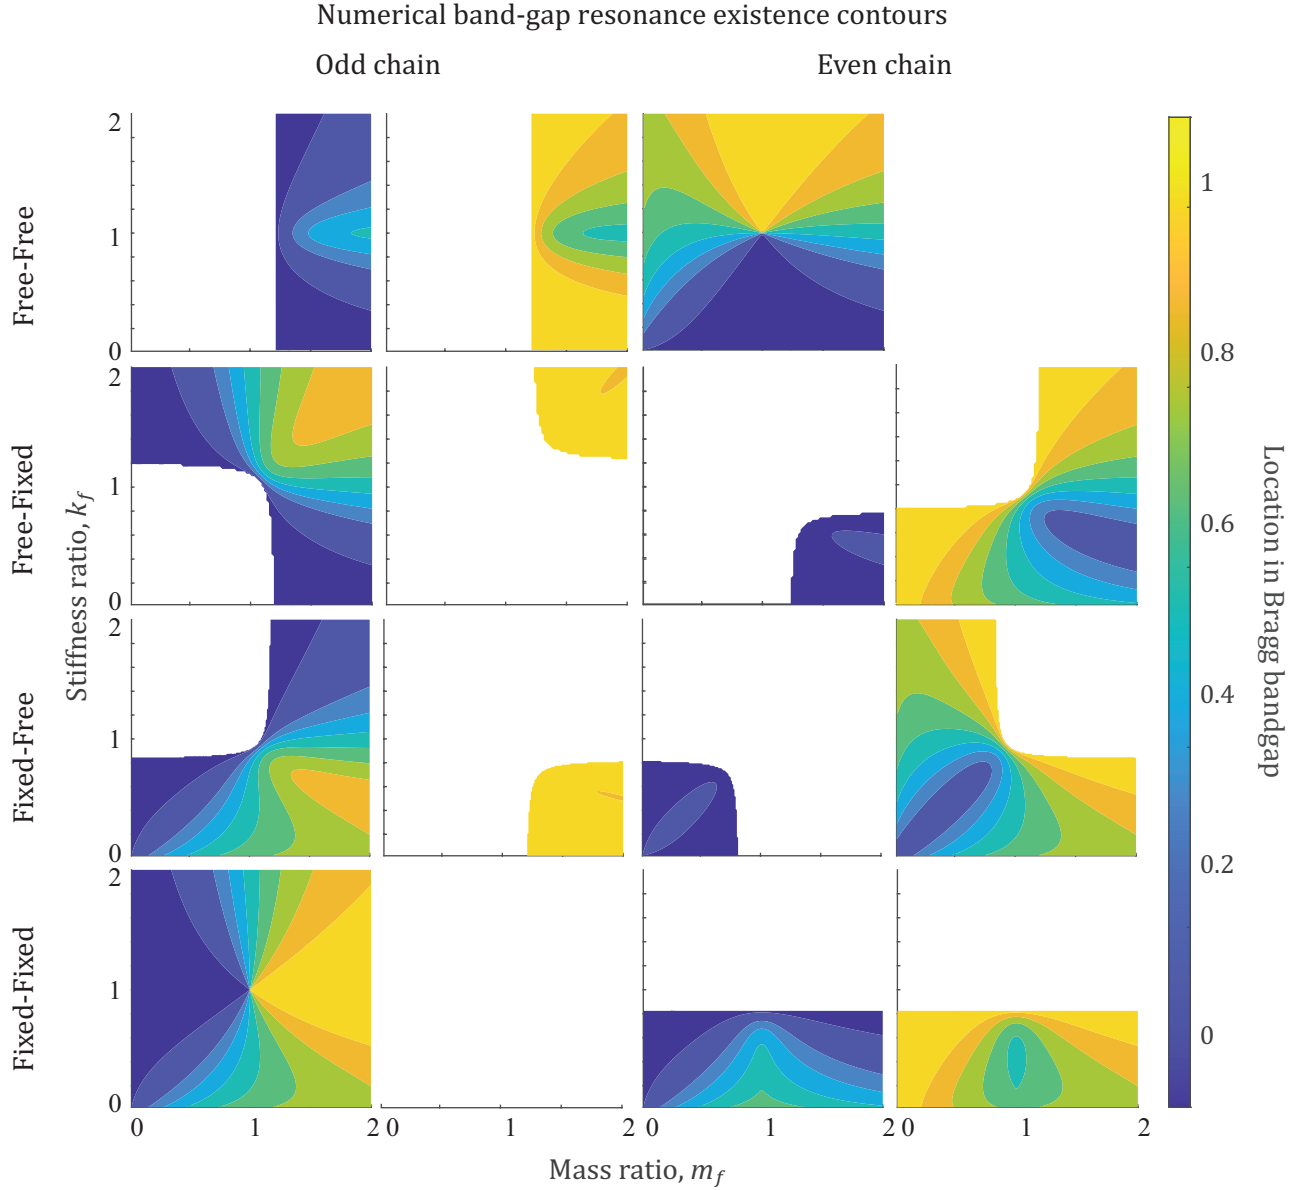 Numerical band-gap resonance existence contours
Odd chain
Even chain
Free-Free
2
1
0
Free-Fixed
2
1
0
Fixed-Free
2
1
0
Fixed-Fixed
2
1
0
Stiffness ratio, k_f
0 1 2
1 2
0 1 2
0 1 2
Mass ratio, m_f
1
0.8
0.6
0.4
0.2
0
Location in Bragg bandgap